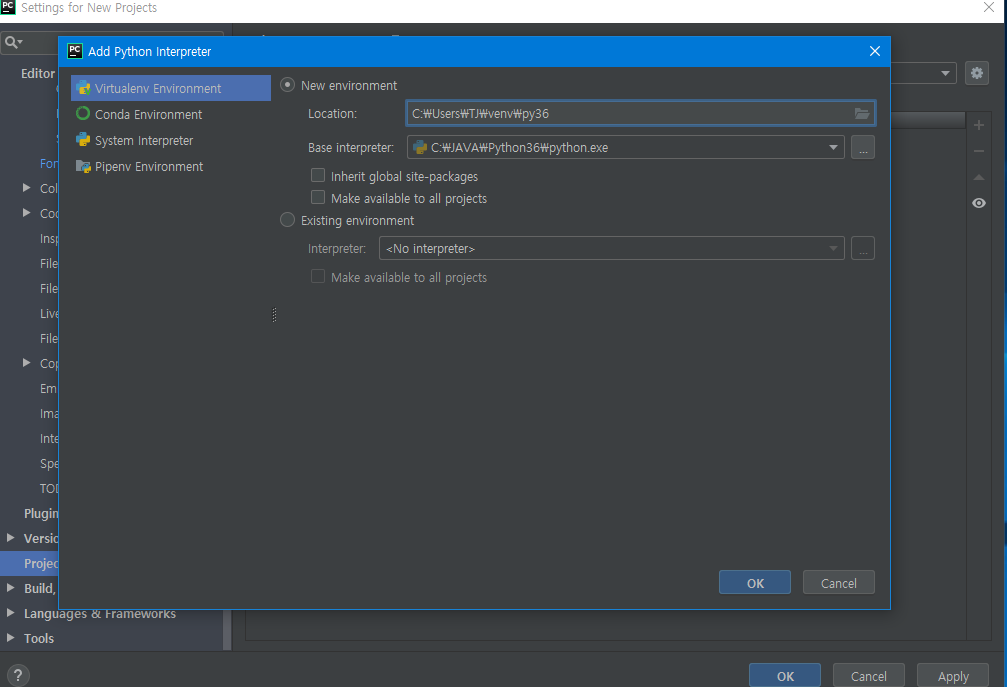 PC Settings for New Projects
PC Add Python Interpreter
Editor
Virtualenv Environment
Conda Environment
System Interpreter
Pipenv Environment
New environment
Location: C:₩Users₩TJ₩venv₩py36
Base interpreter: C:₩JAVA₩Python36₩python.exe ...
Inherit global site-packages
Make available to all projects
Existing environment
Interpreter: <No interpreter> ...
Make available to all projects
OK Cancel
For
Col
Coc
Insp
File
File
Live
File
Cop
Em
Ima
Inte
Spe
Plugin
Versio
Projec
Build,
Languages & Frameworks
Tools
? OK Cancel Apply